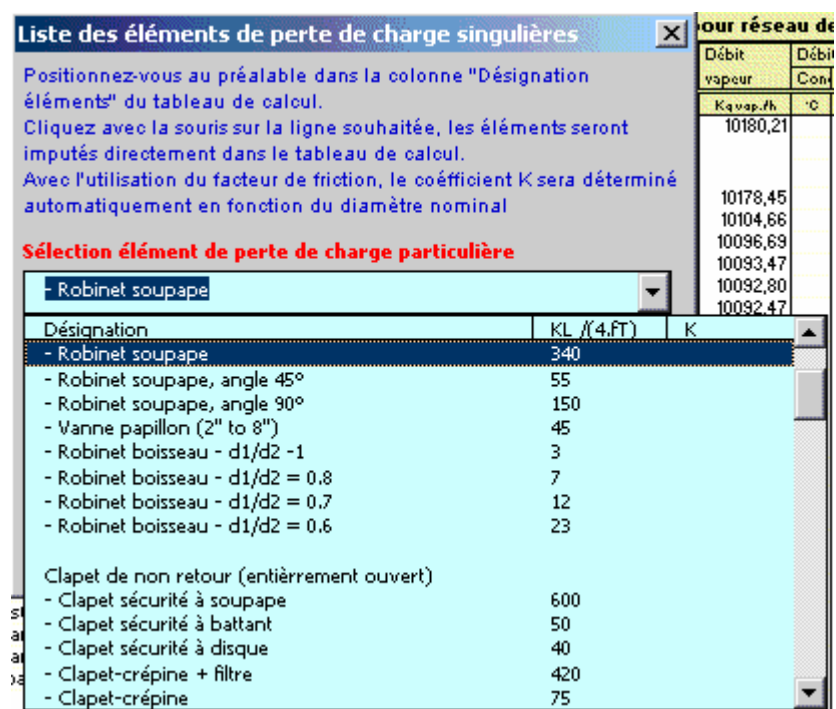 Liste des éléments de perte de charge singulières
Positionnez-vous au préalable dans la colonne "Désignation
éléments" du tableau de calcul.
Cliquez avec la souris sur la ligne souhaitée, les éléments seront
imputés directement dans le tableau de calcul.
Avec l'utilisation du facteur de friction, le coéfficient K sera déterminé
automatiquement en fonction du diamètre nominal
Sélection élément de perte de charge particulière
- Robinet soupape
Désignation KL /(4.fT) K
- Robinet soupape 340
- Robinet soupape, angle 45º 55
- Robinet soupape, angle 90º 150
- Vanne papillon (2" to 8") 45
- Robinet boisseau - d1/d2 -1 3
- Robinet boisseau - d1/d2 = 0.8 7
- Robinet boisseau - d1/d2 = 0.7 12
- Robinet boisseau - d1/d2 = 0.6 23
Clapet de non retour (entièrrement ouvert)
- Clapet sécurité à soupape 600
- Clapet sécurité à battant 50
- Clapet sécurité à disque 40
- Clapet-crépine + filtre 420
- Clapet-crépine 75
pour réseau de
Débit Débit
vapeur
Kg vap./h °C
10180,21
10178,45
10104,66
10096,69
10093,47
10092,80
10092,47